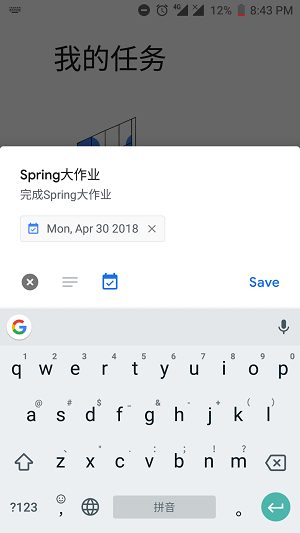 4G 12% 8:43 PM
我的任务
Spring大作业
完成Spring大作业
Mon, Apr 30 2018
Save
G
1 2 3 4 5 6 7 8 9 0
q w e r t y u i o p
@ # $ _ & - + ( )
a s d f g h j k l
z x c v b n m
?123 , 拼音 。